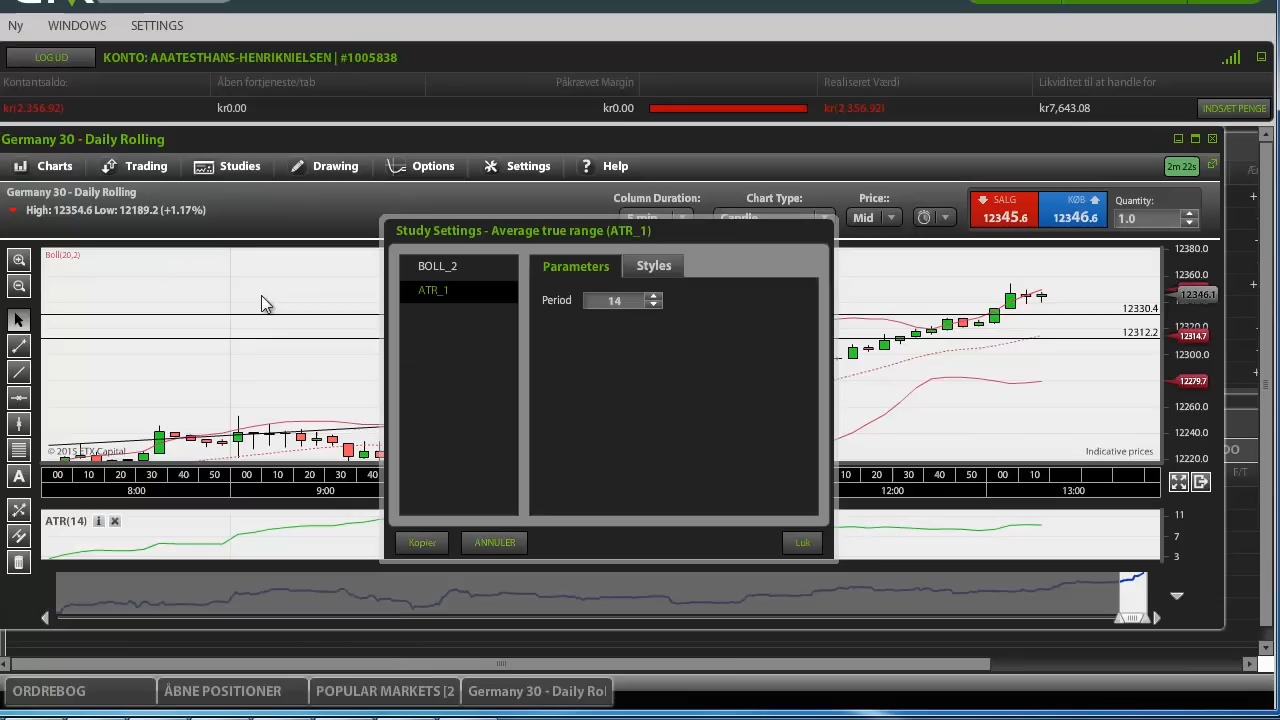 Ny WINDOWS SETTINGS
LOG UD KONTO: AAATESTHANS-HENRIKNIELSEN | #1005838
Kontantsaldo: Åben fortjeneste/tab Påkrævet Margin Realiseret Værdi Likviditet til at handle for
kr(2.356.92) kr0.00 kr0.00 kr(2.356.92) kr7,643.08 INDSÆT PENGE
Germany 30 - Daily Rolling
Charts Trading Studies Drawing Options Settings ? Help 2m 22s
Germany 30 - Daily Rolling
High: 12354.6 Low: 12189.2 (+1.17%)
Column Duration: Chart Type: Price: SALG KØB Quantity:
5 min Candle Mid 12345.6 12346.6 1.0
Study Settings - Average true range (ATR_1)
Boll(20,2)
BOLL_2 Parameters Styles
ATR_1
Period 14
12380.0
12360.0
12346.1
12330.4
12320.0
12312.2
12314.7
12300.0
12279.7
12260.0
12240.0
12220.0
© 2015 CTX Capital
Indicative prices
00 10 20 30 40 50 00 10 20 30 40 10 20 30 40 50 00 10
8:00 9:00 12:00 13:00
ATR(14) i x
11
7
3
Kopier ANNULER Luk
ORDREBOG ÅBNE POSITIONER POPULAR MARKETS [2 Germany 30 - Daily Rol